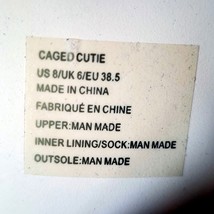 CAGED CUTIE
US 8/UK 6/EU 38.5
MADE IN CHINA
FABRIQUÉ EN CHINE
UPPER:MAN MADE
INNER LINING/SOCK:MAN MADE
OUTSOLE:MAN MADE